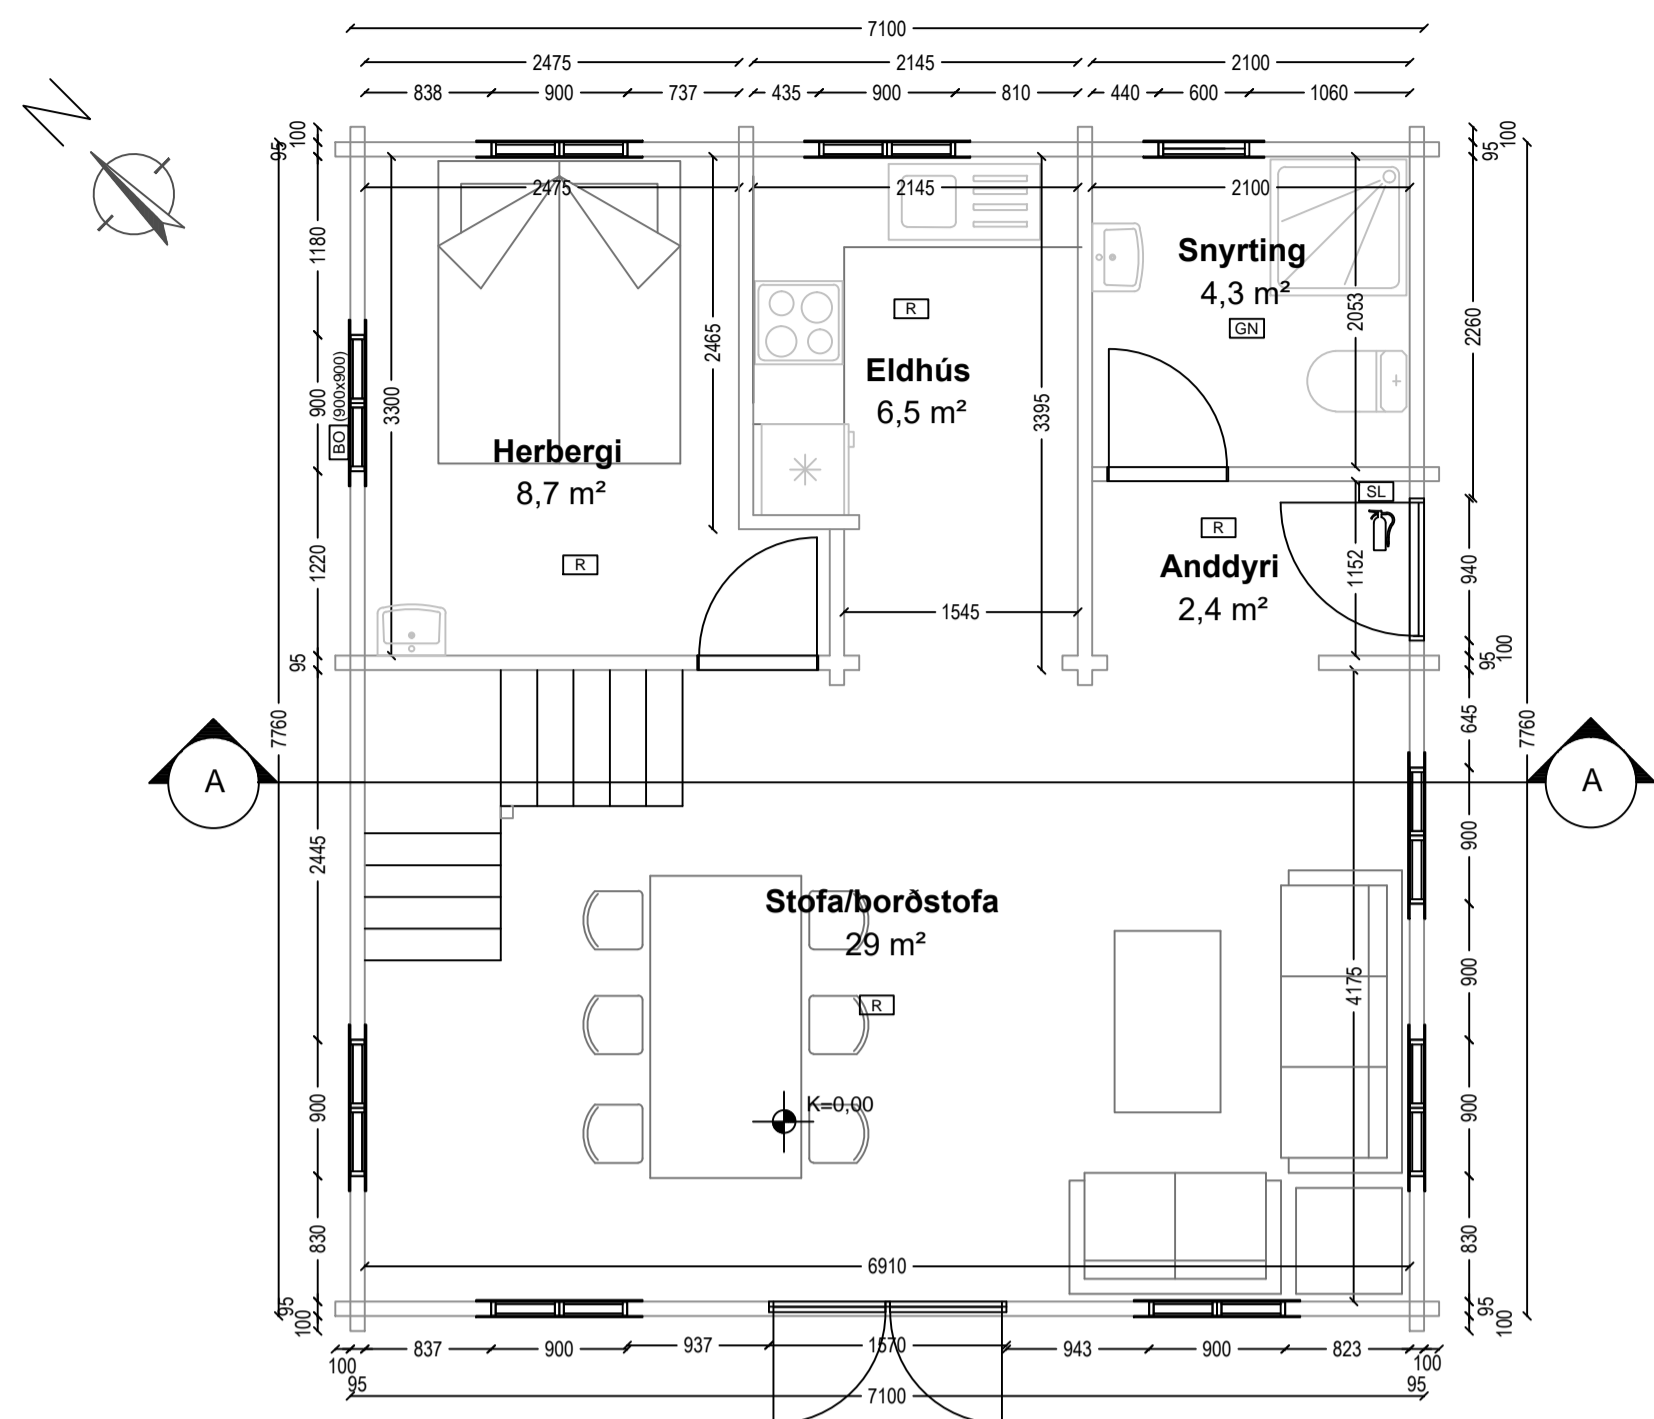 7100
2475 2145 2100
838 900 737 435 900 810 440 600 1060
N
100 95
100 95
2475 2145 2100
Snyrting
4,3 m²
GN
1180
2465
2053
2260
R
Eldhús
6,5 m²
900
BO (900x900)
3300
3395
Herbergi
8,7 m²
SL
R
R
Anddyri
2,4 m²
1220
1152
940
1545
95
95 100
7760
645
7760
A
A
2445
900
Stofa/borðstofa
29 m²
R
900
4175
K=0,00
900
900
830
830
6910
95 100
95 100
837 900 937 1570 943 900 823
100 95
100 95
7100